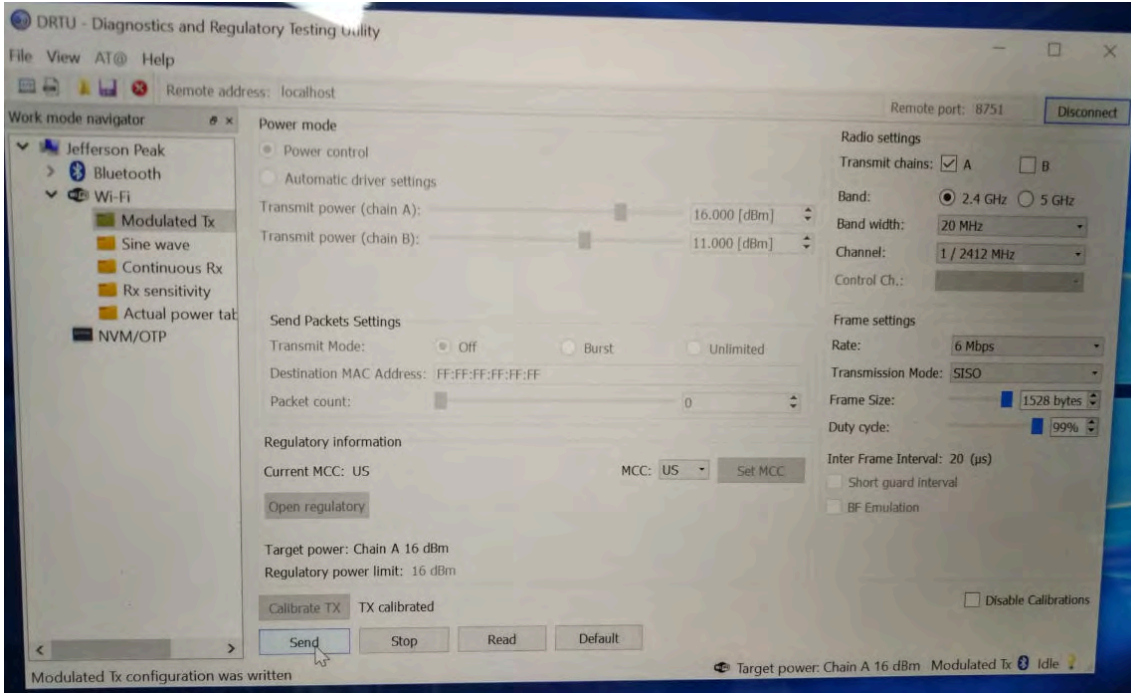 DRTU - Diagnostics and Regulatory Testing Utility
File View AT@ Help
Remote address: localhost
Remote port: 8751
Disconnect
Work mode navigator
Jefferson Peak
Bluetooth
Wi-Fi
Modulated Tx
Sine wave
Continuous Rx
Rx sensitivity
Actual power tab
NVM/OTP
Power mode
Power control
Automatic driver settings
Transmit power (chain A): 16.000 [dBm]
Transmit power (chain B): 11.000 [dBm]
Send Packets Settings
Transmit Mode: Off Burst Unlimited
Destination MAC Address: FF:FF:FF:FF:FF:FF
Packet count: 0
Regulatory information
Current MCC: US MCC: US Set MCC
Open regulatory
Target power: Chain A 16 dBm
Regulatory power limit: 16 dBm
Calibrate TX TX calibrated
Send Stop Read Default
Radio settings
Transmit chains: A B
Band: 2.4 GHz 5 GHz
Band width: 20 MHz
Channel: 1 / 2412 MHz
Control Ch.:
Frame settings
Rate: 6 Mbps
Transmission Mode: SISO
Frame Size: 1528 bytes
Duty cycle: 99%
Inter Frame Interval: 20 (µs)
Short guard interval
BF Emulation
Disable Calibrations
Modulated Tx configuration was written
Target power: Chain A 16 dBm Modulated Tx Idle